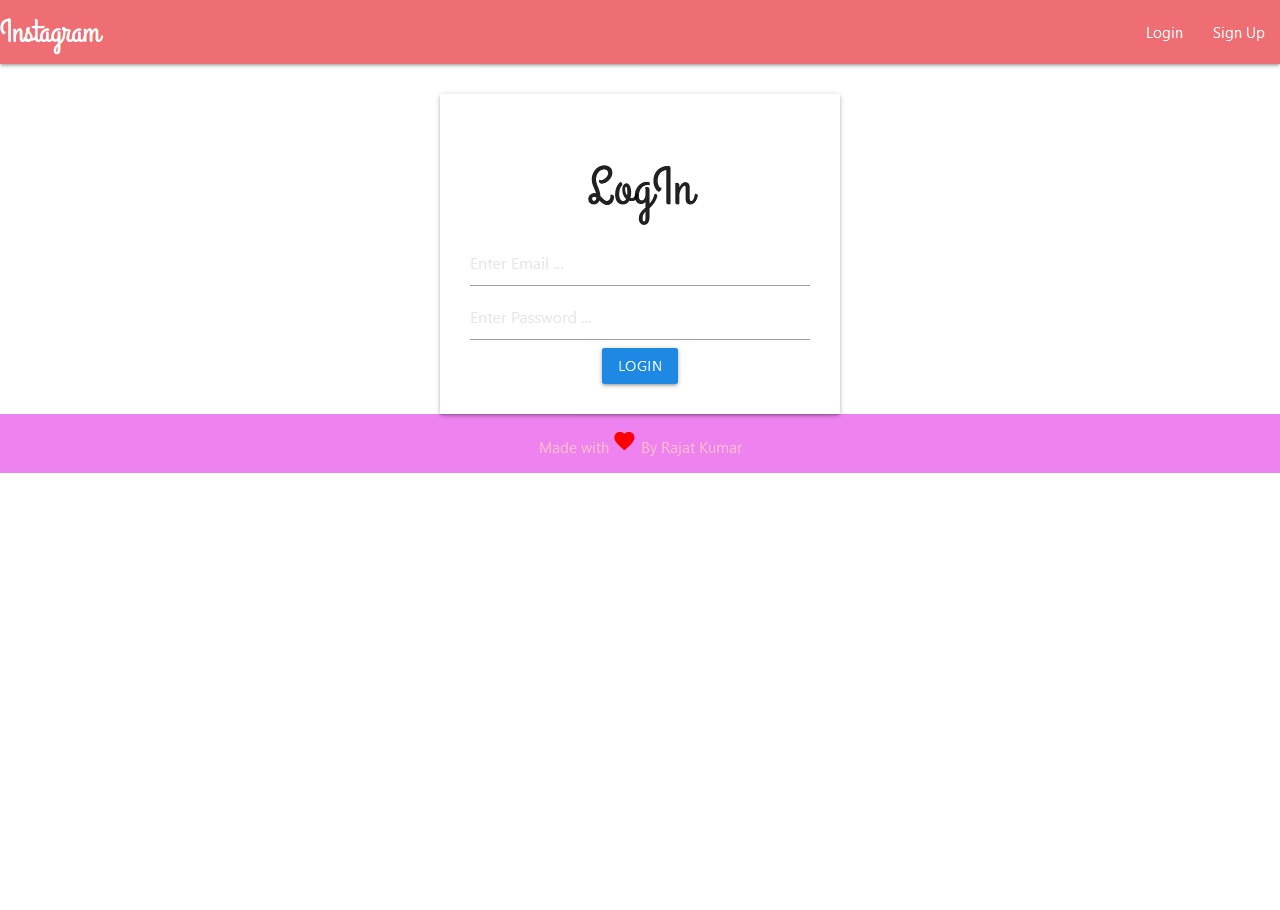 Instagram
Login
Sign Up
LogIn
Enter Email ...
Enter Password ...
LOGIN
Made with By Rajat Kumar